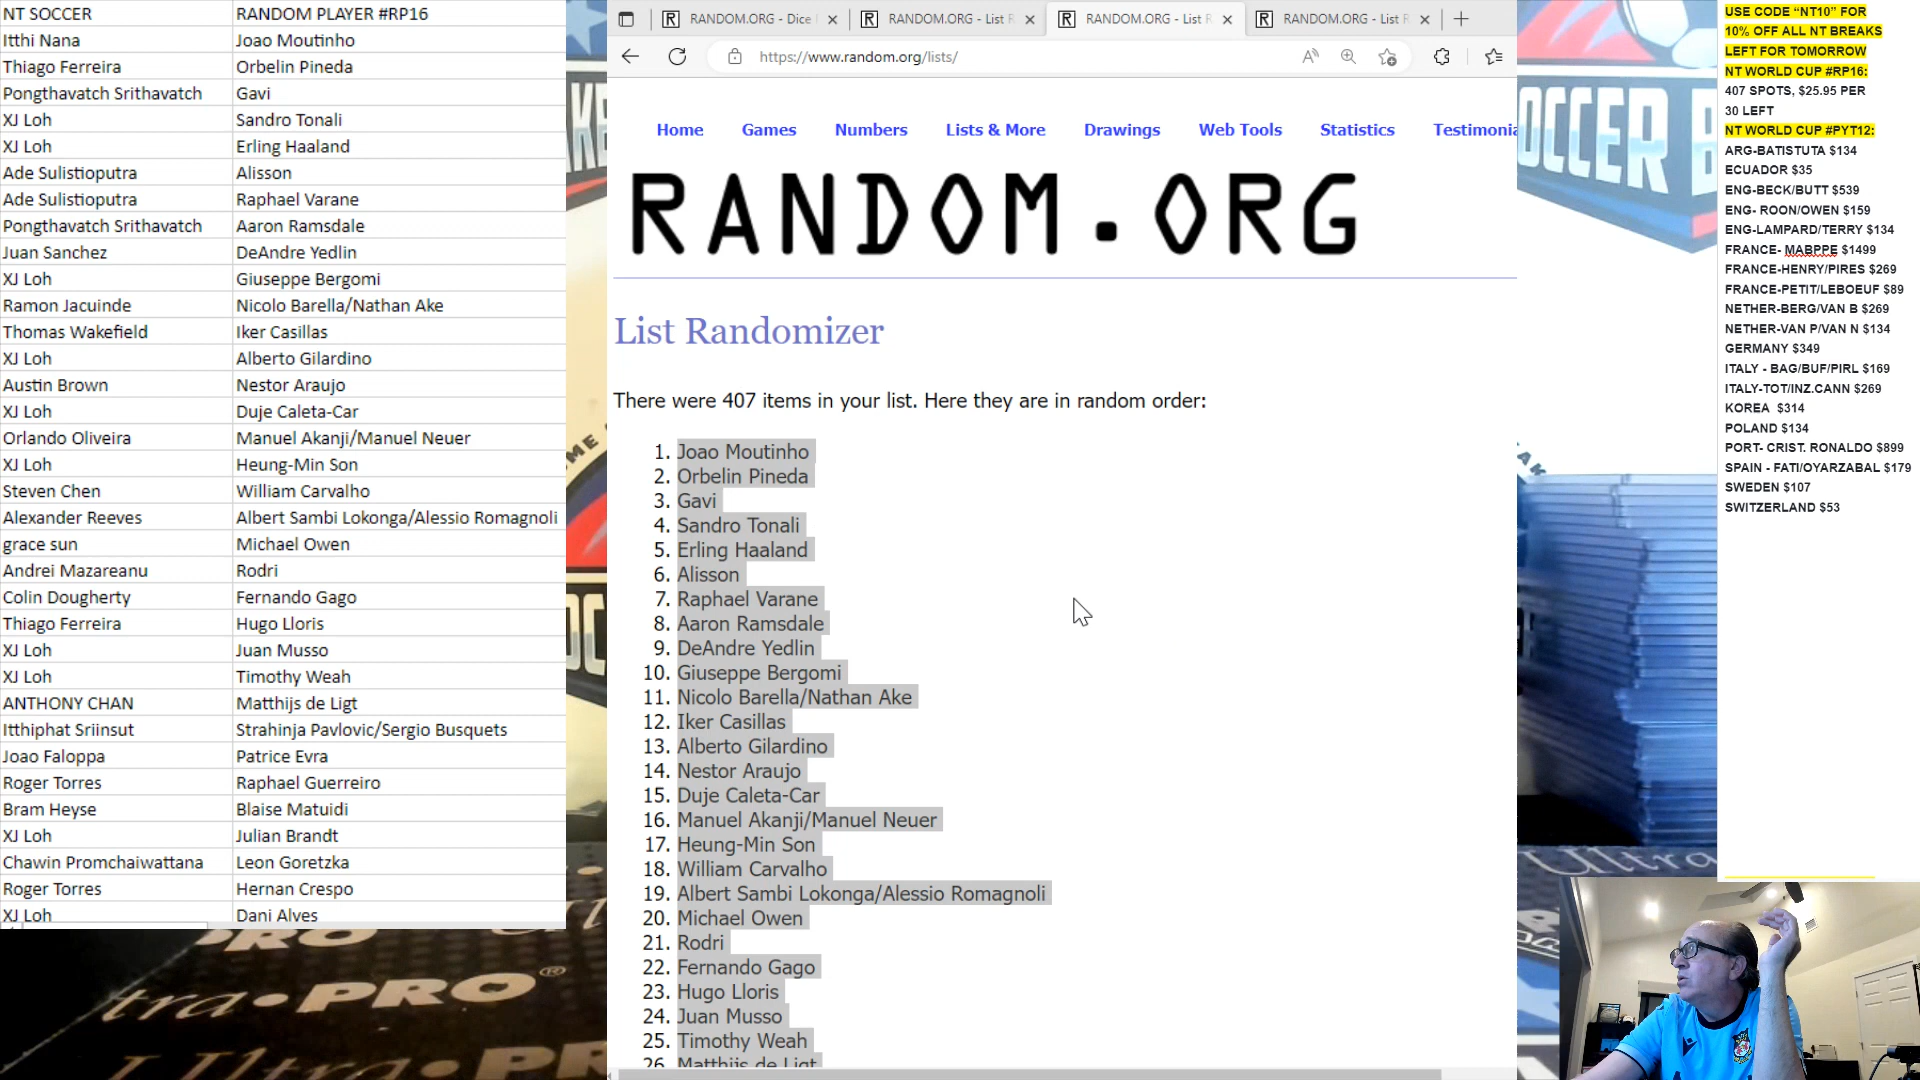 NT SOCCER RANDOM PLAYER #RP16
Itthi Nana Joao Moutinho
Thiago Ferreira Orbelin Pineda
Pongthavatch Srithavatch Gavi
XJ Loh Sandro Tonali
XJ Loh Erling Haaland
Ade Sulistioputra Alisson
Ade Sulistioputra Raphael Varane
Pongthavatch Srithavatch Aaron Ramsdale
Juan Sanchez DeAndre Yedlin
XJ Loh Giuseppe Bergomi
Ramon Jacuinde Nicolo Barella/Nathan Ake
Thomas Wakefield Iker Casillas
XJ Loh Alberto Gilardino
Austin Brown Nestor Araujo
XJ Loh Duje Caleta-Car
Orlando Oliveira Manuel Akanji/Manuel Neuer
XJ Loh Heung-Min Son
Steven Chen William Carvalho
Alexander Reeves Albert Sambi Lokonga/Alessio Romagnoli
grace sun Michael Owen
Andrei Mazareanu Rodri
Colin Dougherty Fernando Gago
Thiago Ferreira Hugo Lloris
XJ Loh Juan Musso
XJ Loh Timothy Weah
ANTHONY CHAN Matthijs de Ligt
Itthiphat Sriinsut Strahinja Pavlovic/Sergio Busquets
Joao Faloppa Patrice Evra
Roger Torres Raphael Guerreiro
Bram Heyse Blaise Matuidi
XJ Loh Julian Brandt
Chawin Promchaiwattana Leon Goretzka
Roger Torres Hernan Crespo
XJ Loh Dani Alves
RANDOM.ORG - Dice
RANDOM.ORG - List R
RANDOM.ORG - List R
RANDOM.ORG - List R
https://www.random.org/lists/
Home Games Numbers Lists & More Drawings Web Tools Statistics Testimonia
RANDOM.ORG
List Randomizer
There were 407 items in your list. Here they are in random order:
1. Joao Moutinho
2. Orbelin Pineda
3. Gavi
4. Sandro Tonali
5. Erling Haaland
6. Alisson
7. Raphael Varane
8. Aaron Ramsdale
9. DeAndre Yedlin
10. Giuseppe Bergomi
11. Nicolo Barella/Nathan Ake
12. Iker Casillas
13. Alberto Gilardino
14. Nestor Araujo
15. Duje Caleta-Car
16. Manuel Akanji/Manuel Neuer
17. Heung-Min Son
18. William Carvalho
19. Albert Sambi Lokonga/Alessio Romagnoli
20. Michael Owen
21. Rodri
22. Fernando Gago
23. Hugo Lloris
24. Juan Musso
25. Timothy Weah
26. Matthijs de Ligt
USE CODE “NT10” FOR
10% OFF ALL NT BREAKS
LEFT FOR TOMORROW
NT WORLD CUP #RP16:
407 SPOTS, $25.95 PER
30 LEFT
NT WORLD CUP #PYT12:
ARG-BATISTUTA $134
ECUADOR $35
ENG-BECK/BUTT $539
ENG- ROON/OWEN $159
ENG-LAMPARD/TERRY $134
FRANCE- MABPPE $1499
FRANCE-HENRY/PIRES $269
FRANCE-PETIT/LEBOEUF $89
NETHER-BERG/VAN B $269
NETHER-VAN P/VAN N $134
GERMANY $349
ITALY - BAG/BUF/PIRL $169
ITALY-TOT/INZ.CANN $269
KOREA $314
POLAND $134
PORT- CRIST. RONALDO $899
SPAIN - FATI/OYARZABAL $179
SWEDEN $107
SWITZERLAND $53
OCCER B
PRO
tra•PRO®
Ultra•PRO
Ultra